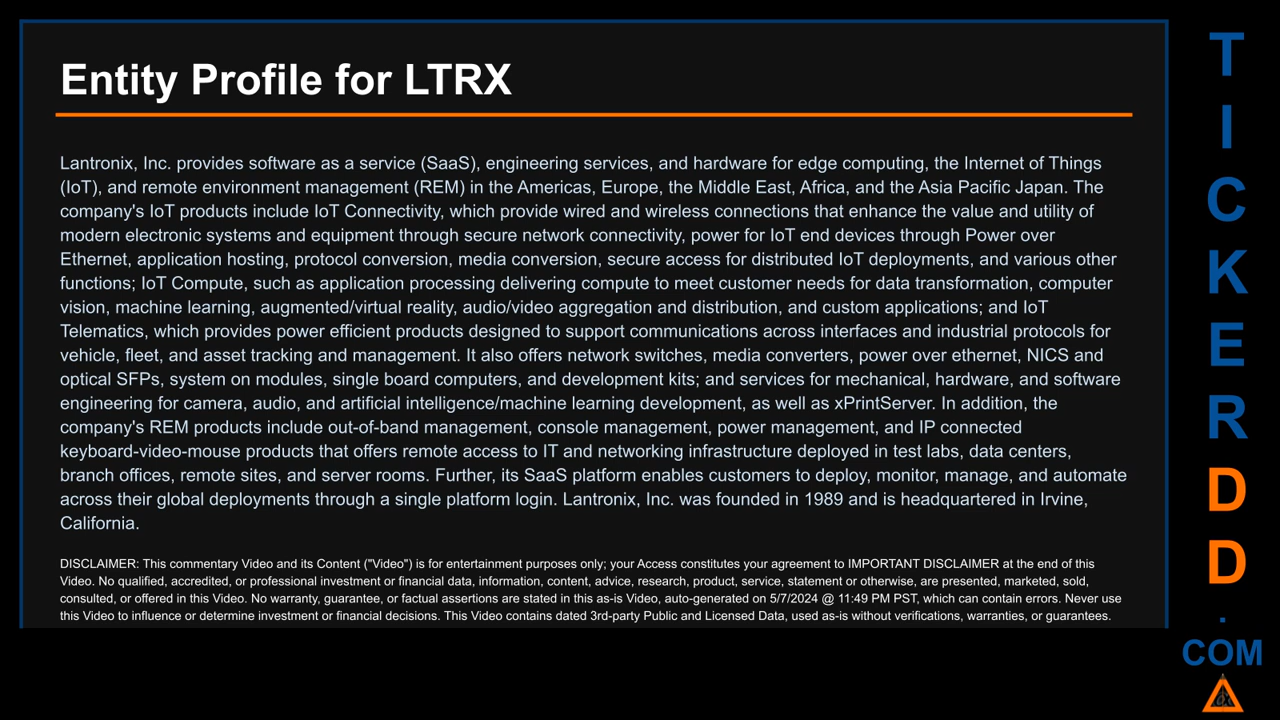 Entity Profile for LTRX
Lantronix, Inc. provides software as a service (SaaS), engineering services, and hardware for edge computing, the Internet of Things
(IoT), and remote environment management (REM) in the Americas, Europe, the Middle East, Africa, and the Asia Pacific Japan. The
company's IoT products include IoT Connectivity, which provide wired and wireless connections that enhance the value and utility of
modern electronic systems and equipment through secure network connectivity, power for IoT end devices through Power over
Ethernet, application hosting, protocol conversion, media conversion, secure access for distributed IoT deployments, and various other
functions; IoT Compute, such as application processing delivering compute to meet customer needs for data transformation, computer
vision, machine learning, augmented/virtual reality, audio/video aggregation and distribution, and custom applications; and IoT
Telematics, which provides power efficient products designed to support communications across interfaces and industrial protocols for
vehicle, fleet, and asset tracking and management. It also offers network switches, media converters, power over ethernet, NICS and
optical SFPs, system on modules, single board computers, and development kits; and services for mechanical, hardware, and software
engineering for camera, audio, and artificial intelligence/machine learning development, as well as xPrintServer. In addition, the
company's REM products include out-of-band management, console management, power management, and IP connected
keyboard-video-mouse products that offers remote access to IT and networking infrastructure deployed in test labs, data centers,
branch offices, remote sites, and server rooms. Further, its SaaS platform enables customers to deploy, monitor, manage, and automate
across their global deployments through a single platform login. Lantronix, Inc. was founded in 1989 and is headquartered in Irvine,
California.
DISCLAIMER: This commentary Video and its Content ("Video") is for entertainment purposes only; your Access constitutes your agreement to IMPORTANT DISCLAIMER at the end of this
Video. No qualified, accredited, or professional investment or financial data, information, content, advice, research, product, service, statement or otherwise, are presented, marketed, sold,
consulted, or offered in this Video. No warranty, guarantee, or factual assertions are stated in this as-is Video, auto-generated on 5/7/2024 @ 11:49 PM PST, which can contain errors. Never use
this Video to influence or determine investment or financial decisions. This Video contains dated 3rd-party Public and Licensed Data, used as-is without verifications, warranties, or guarantees.
T
I
C
K
E
R
D
D
.
COM